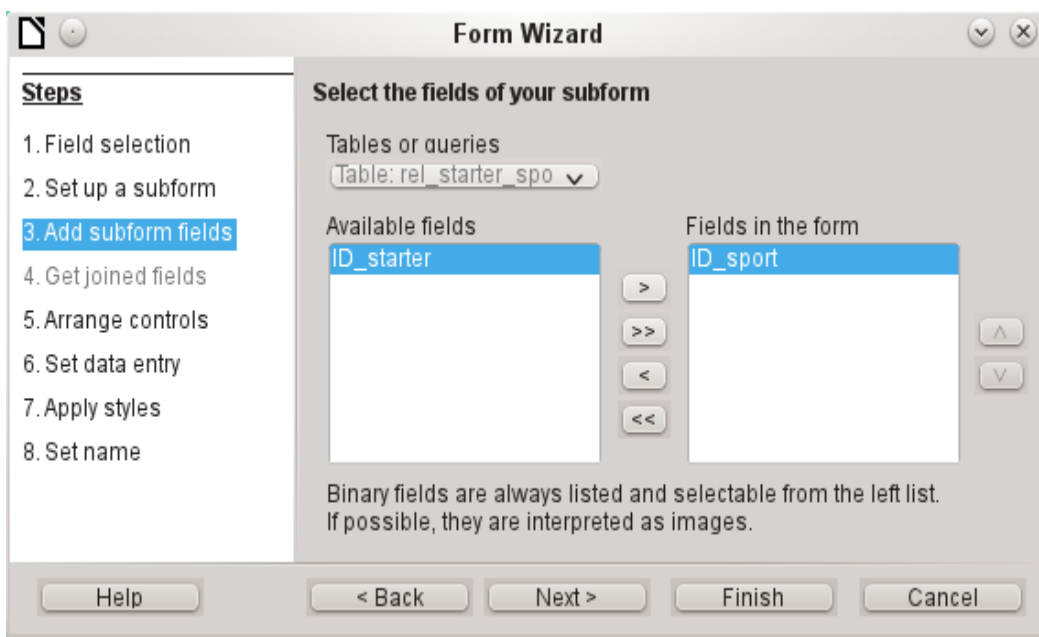 Form Wizard
Steps
1. Field selection
2. Set up a subform
3. Add subform fields
4. Get joined fields
5. Arrange controls
6. Set data entry
7. Apply styles
8. Set name
Select the fields of your subform
Tables or queries
Table: rel_starter_spo
Available fields
ID_starter
>
>>
<
<<
Fields in the form
ID_sport
Binary fields are always listed and selectable from the left list.
If possible, they are interpreted as images.
Help
< Back
Next >
Finish
Cancel